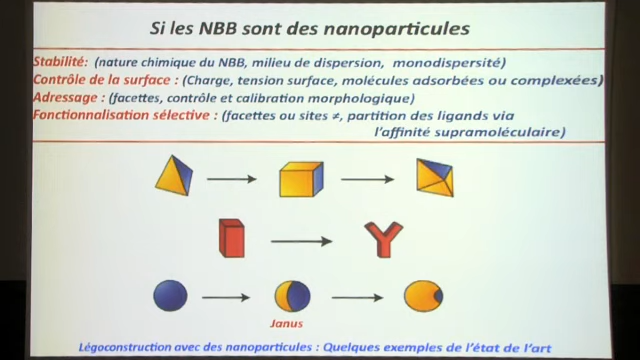 Si les NBB sont des nanoparticules
Stabilité: (nature chimique du NBB, milieu de dispersion, monodispersité)
Contrôle de la surface : (Charge, tension surface, molécules adsorbées ou complexées)
Adressage : (facettes, contrôle et calibration morphologique)
Fonctionnalisation sélective : (facettes ou sites ≠, partition des ligands via
l'affinité supramoléculaire)
Janus
Légoconstruction avec des nanoparticules : Quelques exemples de l'état de l'art